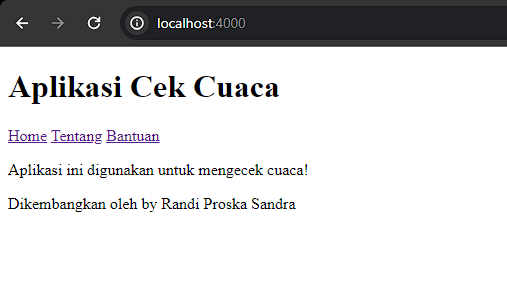 localhost:4000
Aplikasi Cek Cuaca
Home Tentang Bantuan
Aplikasi ini digunakan untuk mengecek cuaca!
Dikembangkan oleh by Randi Proska Sandra